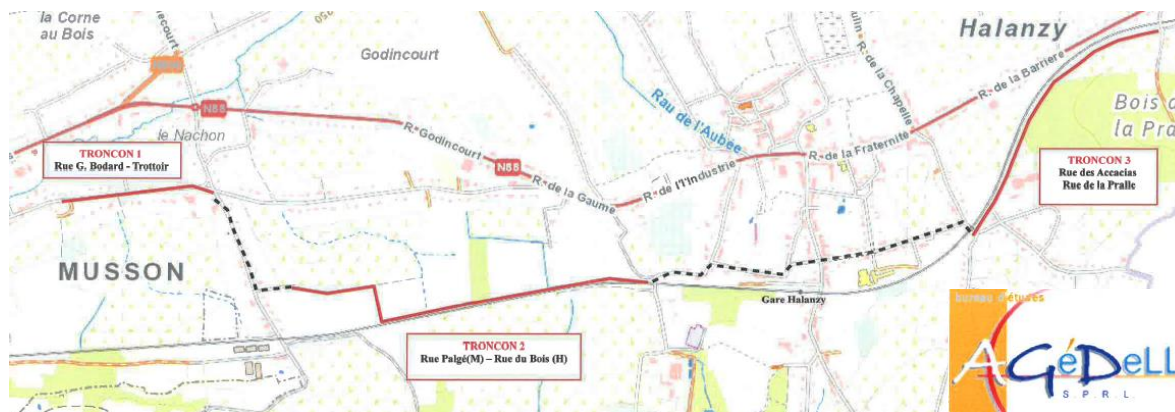 la Corne
au Bois
Godincourt
Halanzy
N88
le Nachon
R. Godincourt
N88
R. de la Gaume
R. de l'Industrie
Rau de l'Aubee
R. de la Fraternité
R. de la Chapelle
R. de la Barriere
Bois d
la Pra
TRONCON 1
Rue G. Bodard - Trottoir
TRONCON 3
Rue des Accacias
Rue de la Pralle
MUSSON
Gare Halanzy
TRONCON 2
Rue Palgé(M) – Rue du Bois (H)
bureau d'études
AGéDeLL
S.P.R.L.